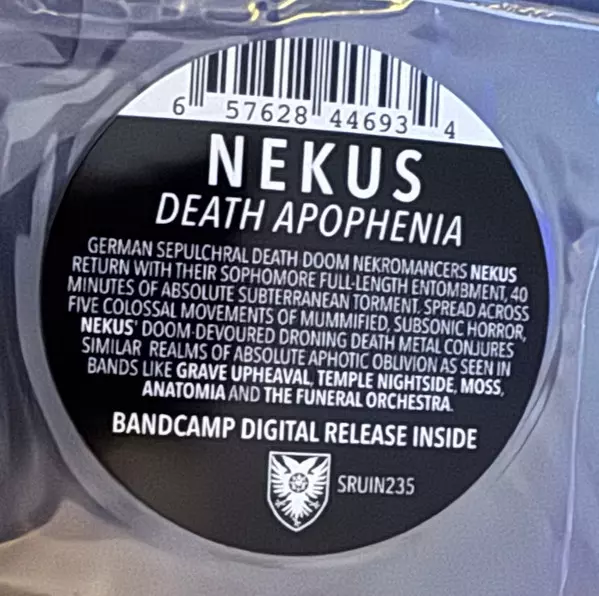 6 57628 44693 4
NEKUS
DEATH APOPHENIA
GERMAN SEPULCHRAL DEATH DOOM NEKROMANCERS NEKUS
RETURN WITH THEIR SOPHOMORE FULL-LENGTH ENTOMBMENT, 40
MINUTES OF ABSOLUTE SUBTERRANEAN TORMENT, SPREAD ACROSS
FIVE COLOSSAL MOVEMENTS OF MUMMIFIED, SUBSONIC HORROR,
NEKUS' DOOM-DEVOURED DRONING DEATH METAL CONJURES
SIMILAR REALMS OF ABSOLUTE APHOTIC OBLIVION AS SEEN IN
BANDS LIKE GRAVE UPHEAVAL, TEMPLE NIGHTSIDE, MOSS,
ANATOMIA AND THE FUNERAL ORCHESTRA.
BANDCAMP DIGITAL RELEASE INSIDE
SRUIN235